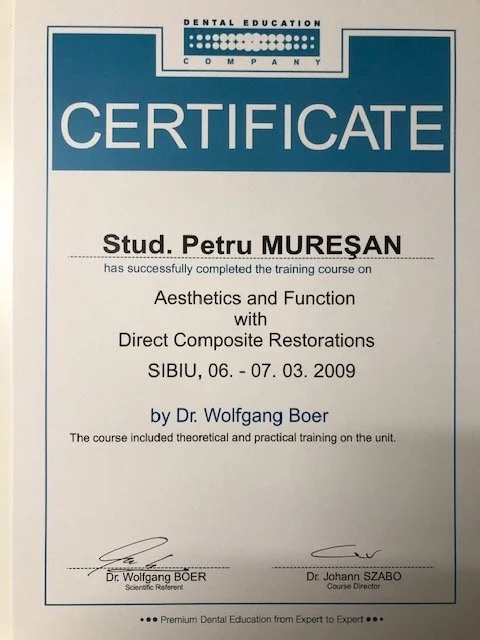 DENTAL EDUCATION
COMPANY
CERTIFICATE
Stud. Petru MUREŞAN
has successfully completed the training course on
Aesthetics and Function
with
Direct Composite Restorations
SIBIU, 06. - 07. 03. 2009
by Dr. Wolfgang Boer
The course included theoretical and practical training on the unit.
Dr. Wolfgang BOER Dr. Johann SZABO
Scientific Referent Course Director
••• Premium Dental Education from Expert to Expert •••